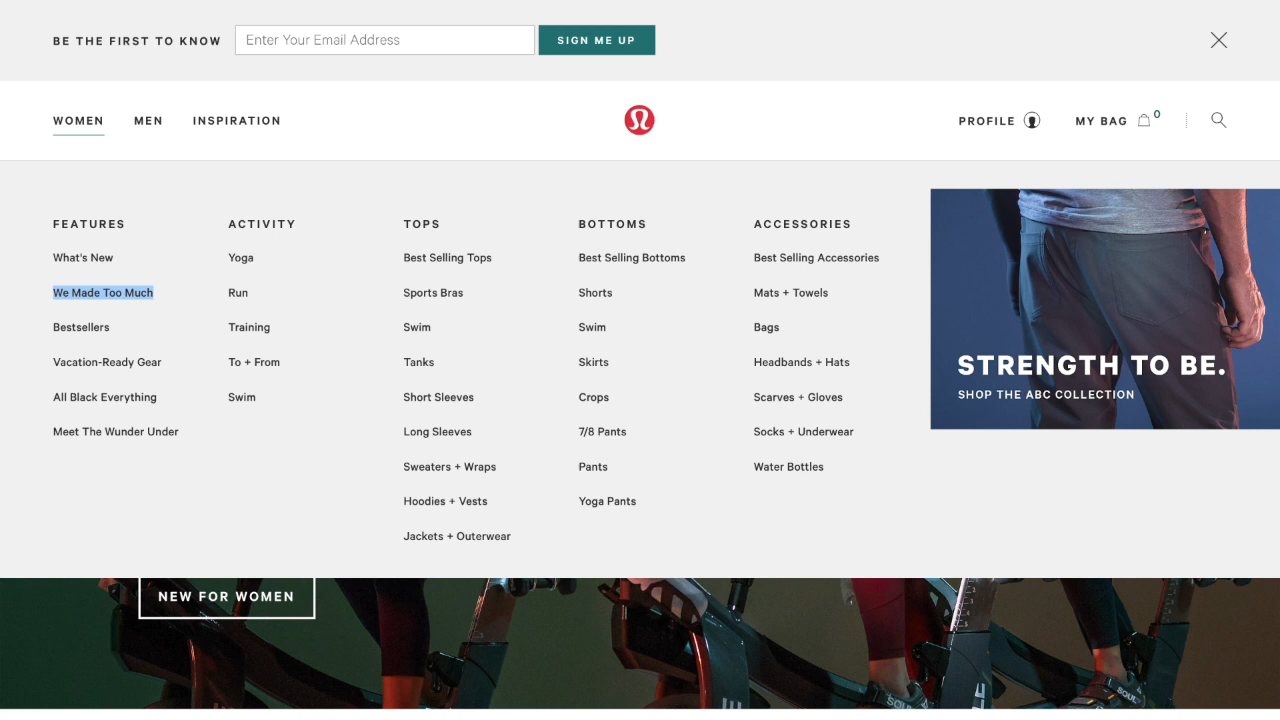 BE THE FIRST TO KNOW
Enter Your Email Address
SIGN ME UP
WOMEN
MEN
INSPIRATION
PROFILE
MY BAG
0
FEATURES
What's New
We Made Too Much
Bestsellers
Vacation-Ready Gear
All Black Everything
Meet The Wunder Under
ACTIVITY
Yoga
Run
Training
To + From
Swim
TOPS
Best Selling Tops
Sports Bras
Swim
Tanks
Short Sleeves
Long Sleeves
Sweaters + Wraps
Hoodies + Vests
Jackets + Outerwear
BOTTOMS
Best Selling Bottoms
Shorts
Swim
Skirts
Crops
7/8 Pants
Pants
Yoga Pants
ACCESSORIES
Best Selling Accessories
Mats + Towels
Bags
Headbands + Hats
Scarves + Gloves
Socks + Underwear
Water Bottles
STRENGTH TO BE.
SHOP THE ABC COLLECTION
NEW FOR WOMEN
SOUL